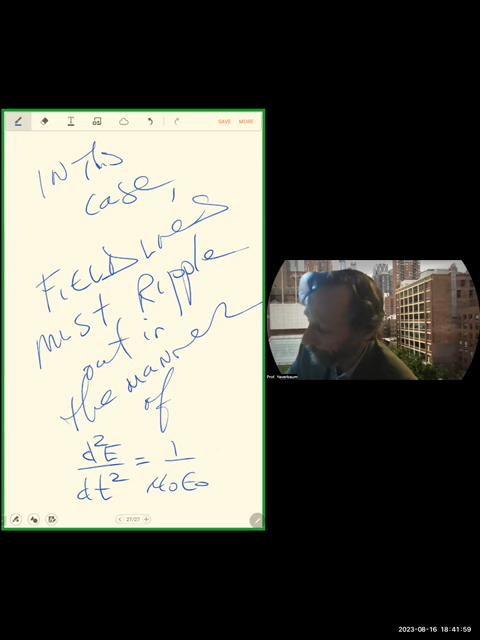 SAVE MORE
IN This
case,
FIELD Lines
must Ripple
out in
the manner
of
d²E/dt² = 1/μ₀ε₀
27/27
Prof. Yaverbaum
2023-08-16 18:41:59